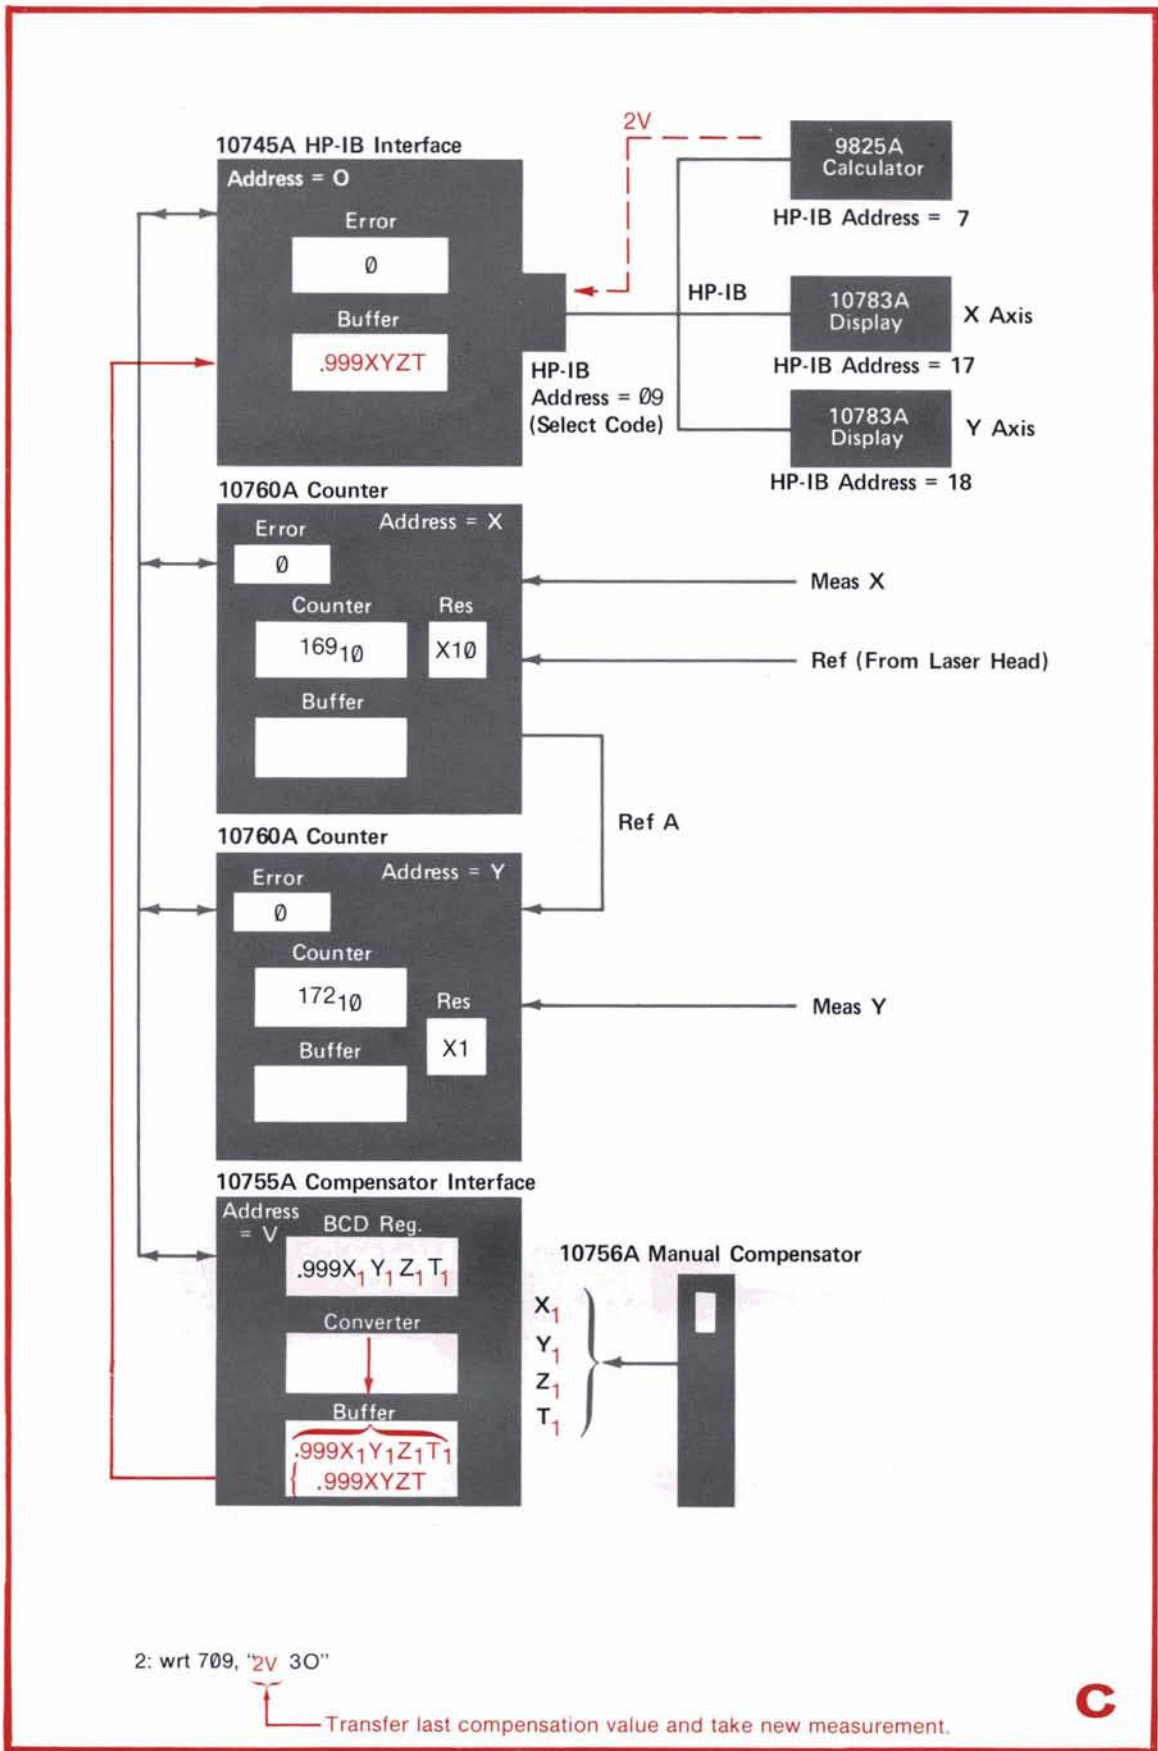 2V
10745A HP-IB Interface
Address = O
Error
Ø
Buffer
.999XYZT
HP-IB
Address = Ø9
(Select Code)
HP-IB
9825A
Calculator
HP-IB Address = 7
10783A
Display
X Axis
HP-IB Address = 17
10783A
Display
Y Axis
HP-IB Address = 18
10760A Counter
Address = X
Error
Ø
Counter
169₁Ø
Res
X1Ø
Buffer
Meas X
Ref (From Laser Head)
Ref A
10760A Counter
Address = Y
Error
Ø
Counter
172₁Ø
Res
X1
Buffer
Meas Y
10755A Compensator Interface
Address
= V
BCD Reg.
.999X₁Y₁Z₁T₁
Converter
Buffer
.999X₁Y₁Z₁T₁
.999XYZT
10756A Manual Compensator
X₁
Y₁
Z₁
T₁
2: wrt 7Ø9, "2V 3O"
Transfer last compensation value and take new measurement.
C